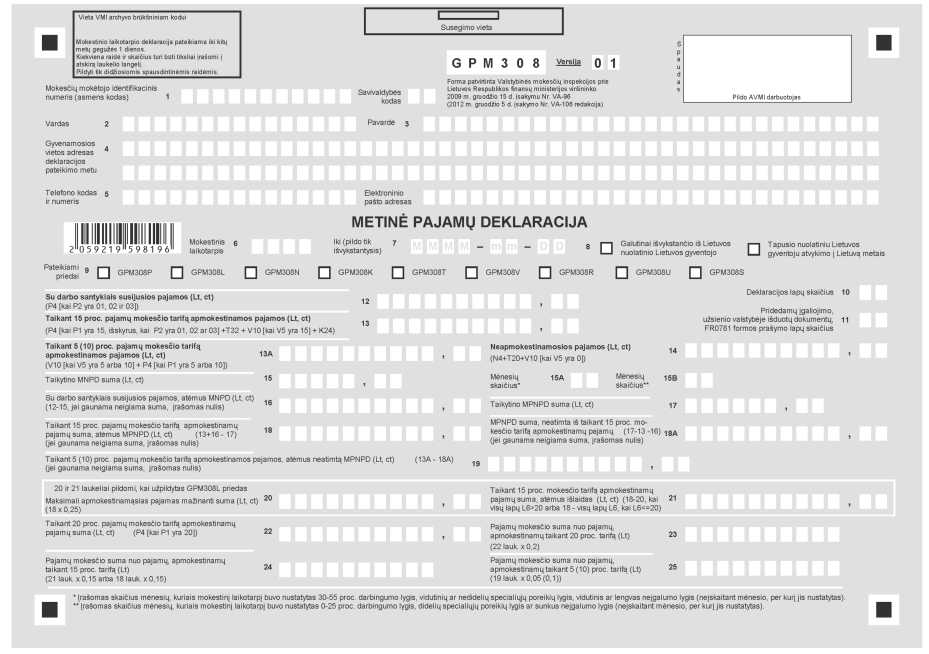 Vieta VMI archyvo brūkšniniam kodui
Mokestinio laikotarpio deklaracija pateikiama iki kitų
metų gegužės 1 dienos.
Kiekviena raidė ir skaičius turi būti tiksliai įrašomi į
atskirą laukelio langelį.
Pildyti tik didžiosiomis spausdintinėmis raidėmis.
Susegimo vieta
GPM308 Versija 01
Forma patvirtinta Valstybinės mokesčių inspekcijos prie
Lietuvos Respublikos finansų ministerijos viršininko
2009 m. gruodžio 15 d. įsakymu Nr. VA-96
(2012 m. gruodžio 5 d. įsakymo Nr. VA-106 redakcija)
Spaudas
Pildo AVMI darbuotojas
Mokesčių mokėtojo identifikacinis
numeris (asmens kodas) 1
Savivaldybės
kodas
Vardas 2
Pavardė 3
Gyvenamosios
vietos adresas 4
deklaracijos
pateikimo metu
Telefono kodas
ir numeris 5
Elektroninio
pašto adresas
METINĖ PAJAMŲ DEKLARACIJA
2059219598196
Mokestinis 6
laikotarpis
Iki (pildo tik 7
išvykstantysis)
MMMM-mm-DD
8 Galutinai išvykstančio iš Lietuvos
nuolatinio Lietuvos gyventojo
Tapusio nuolatiniu Lietuvos
gyventoju atvykimo į Lietuvą metais
Pateikiami 9
priedai
GPM308P GPM308L GPM308N GPM308K GPM308T GPM308V GPM308R GPM308U GPM308S
Su darbo santykiais susijusios pajamos (Lt, ct) 12
(P4 [kai P2 yra 01, 02 ir 03])
Deklaracijos lapų skaičius 10
Taikant 15 proc. pajamų mokesčio tarifą apmokestinamos pajamos (Lt, ct) 13
(P4 [kai P1 yra 15, išskyrus, kai P2 yra 01, 02 ar 03] +T32 + V10 [kai V5 yra 15] + K24)
Pridedamų įgaliojimo,
užsienio valstybėje išduotų dokumentų, 11
FR0781 formos prašymo lapų skaičius
Taikant 5 (10) proc. pajamų mokesčio tarifą
apmokestinamos pajamos (Lt, ct) 13A
(V10 [kai V5 yra 5 arba 10] + P4 [kai P1 yra 5 arba 10])
Neapmokestinamosios pajamos (Lt, ct) 14
(N4+T20+V10 [kai V5 yra 0])
Taikytino MNPD suma (Lt, ct) 15
Mėnesių 15A
skaičius*
Mėnesių 15B
skaičius**
Su darbo santykiais susijusios pajamos, atėmus MNPD (Lt, ct) 16
(12-15, jei gaunama neigiama suma, įrašomas nulis)
Taikytino MPNPD suma (Lt, ct) 17
Taikant 15 proc. pajamų mokesčio tarifą apmokestinamų
pajamų suma, atėmus MPNPD (Lt, ct) (13+16 - 17) 18
(jei gaunama neigiama suma, įrašomas nulis)
MPNPD suma, neatimta iš taikant 15 proc. mo-
kesčio tarifą apmokestinamų pajamų (17-13 -16) 18A
(jei gaunama neigiama suma, įrašomas nulis)
Taikant 5 (10) proc. pajamų mokesčio tarifą apmokestinamos pajamos, atėmus neatimtą MPNPD (Lt, ct) (13A - 18A) 19
(jei gaunama neigiama suma, įrašomas nulis)
20 ir 21 laukeliai pildomi, kai užpildytas GPM308L priedas
Maksimali apmokestinamąsias pajamas mažinanti suma (Lt, ct) 20
(18 x 0,25)
Taikant 15 proc. mokesčio tarifą apmokestinamų
pajamų suma, atėmus išlaidas (Lt, ct) (18-20, kai 21
visų lapų L6>20 arba 18 - visų lapų L6, kai L6<=20)
Taikant 20 proc. pajamų mokesčio tarifą apmokestinamų 22
pajamų suma (Lt, ct) (P4 [kai P1 yra 20])
Pajamų mokesčio suma nuo pajamų,
apmokestinamų taikant 20 proc. tarifą (Lt) 23
(22 lauk. x 0,2)
Pajamų mokesčio suma nuo pajamų, apmokestinamų
taikant 15 proc. tarifą (Lt) 24
(21 lauk. x 0,15 arba 18 lauk. x 0,15)
Pajamų mokesčio suma nuo pajamų,
apmokestinamų taikant 5 (10) proc. tarifą (Lt) 25
(19 lauk. x 0,05 (0,1))
* Įrašomas skaičius mėnesių, kuriais mokestinį laikotarpį buvo nustatytas 30-55 proc. darbingumo lygis, vidutinių ar nedidelių specialiųjų poreikių lygis, vidutinis ar lengvas neįgalumo lygis (neįskaitant mėnesio, per kurį jis nustatytas).
** Įrašomas skaičius mėnesių, kuriais mokestinį laikotarpį buvo nustatytas 0-25 proc. darbingumo lygis, didelių specialiųjų poreikių lygis ar sunkus neįgalumo lygis (neįskaitant mėnesio, per kurį jis nustatytas).